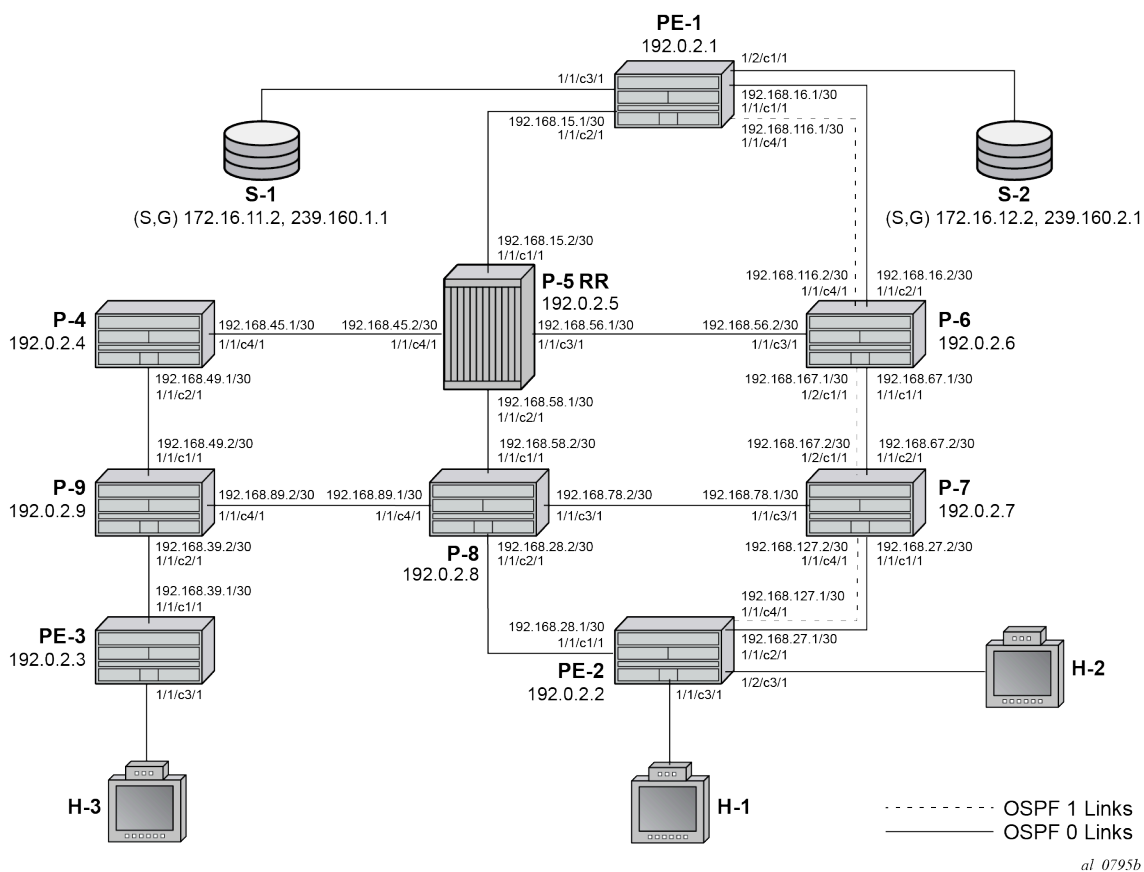 PE-1
192.0.2.1
1/2/c1/1
1/1/c3/1
192.168.16.1/30
1/1/c1/1
192.168.15.1/30
1/1/c2/1
192.168.116.1/30
1/1/c4/1
S-1
(S,G) 172.16.11.2, 239.160.1.1
S-2
(S,G) 172.16.12.2, 239.160.2.1
192.168.15.2/30
1/1/c1/1
P-5 RR
192.0.2.5
192.168.116.2/30
1/1/c4/1
192.168.16.2/30
1/1/c2/1
P-4
192.0.2.4
192.168.45.1/30
1/1/c4/1
192.168.45.2/30
1/1/c4/1
192.168.56.1/30
1/1/c3/1
192.168.56.2/30
1/1/c3/1
P-6
192.0.2.6
192.168.49.1/30
1/1/c2/1
192.168.58.1/30
1/1/c2/1
192.168.167.1/30
1/2/c1/1
192.168.67.1/30
1/1/c1/1
192.168.49.2/30
1/1/c1/1
192.168.58.2/30
1/1/c1/1
192.168.167.2/30
1/2/c1/1
192.168.67.2/30
1/1/c2/1
P-9
192.0.2.9
192.168.89.2/30
1/1/c4/1
192.168.89.1/30
1/1/c4/1
192.168.78.2/30
1/1/c3/1
192.168.78.1/30
1/1/c3/1
P-7
192.0.2.7
192.168.39.2/30
1/1/c2/1
P-8
192.0.2.8
192.168.28.2/30
1/1/c2/1
192.168.127.2/30
1/1/c4/1
192.168.27.2/30
1/1/c1/1
192.168.39.1/30
1/1/c1/1
192.168.127.1/30
1/1/c4/1
PE-3
192.0.2.3
192.168.28.1/30
1/1/c1/1
192.168.27.1/30
1/1/c2/1
PE-2
192.0.2.2
1/1/c3/1
1/1/c3/1
1/2/c3/1
H-2
H-3
H-1
OSPF 1 Links
OSPF 0 Links
al_0795b